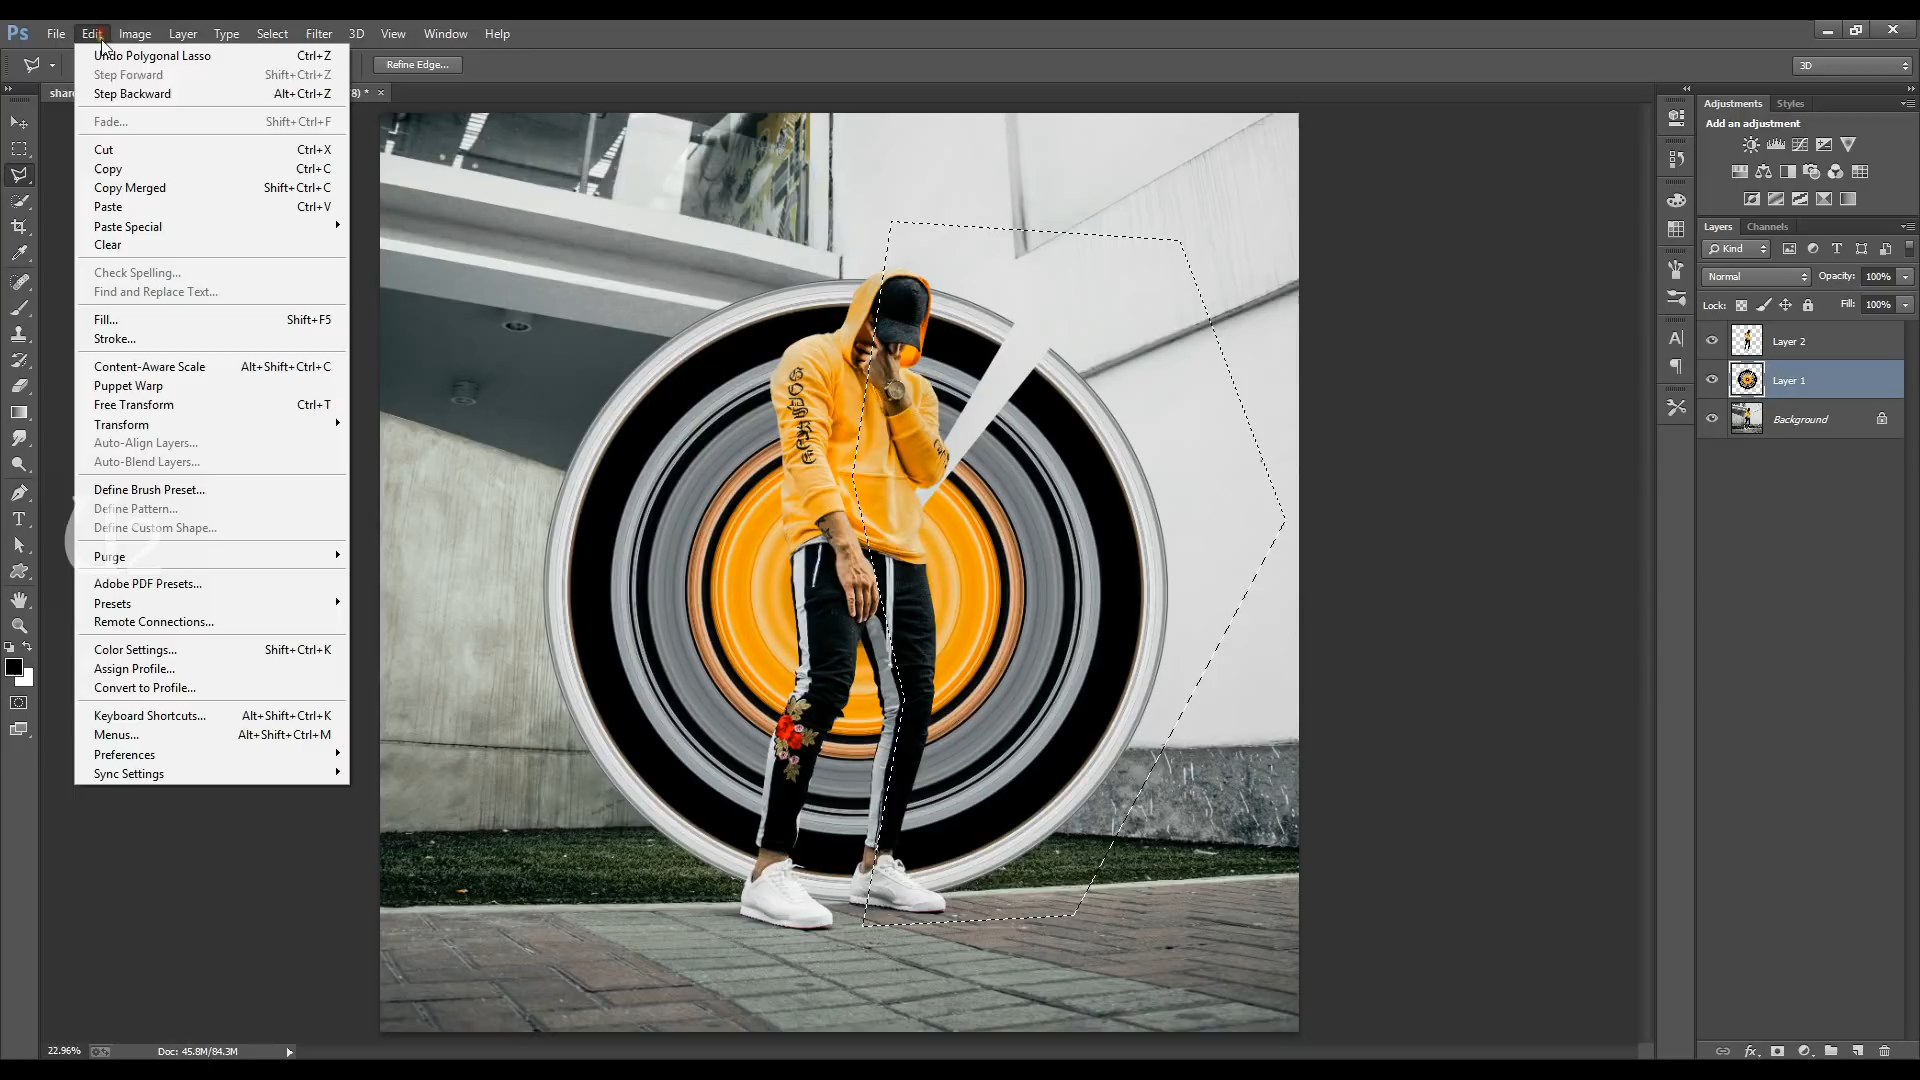 Ps File Edit Image Layer Type Select Filter 3D View Window Help
Refine Edge...
3D
share
8) * ×
Undo Polygonal Lasso Ctrl+Z
Step Forward Shift+Ctrl+Z
Step Backward Alt+Ctrl+Z
Fade... Shift+Ctrl+F
Cut Ctrl+X
Copy Ctrl+C
Copy Merged Shift+Ctrl+C
Paste Ctrl+V
Paste Special
Clear
Check Spelling...
Find and Replace Text...
Fill... Shift+F5
Stroke...
Content-Aware Scale Alt+Shift+Ctrl+C
Puppet Warp
Free Transform Ctrl+T
Transform
Auto-Align Layers...
Auto-Blend Layers...
Define Brush Preset...
Define Pattern...
Define Custom Shape...
Purge
Adobe PDF Presets...
Presets
Remote Connections...
Color Settings... Shift+Ctrl+K
Assign Profile...
Convert to Profile...
Keyboard Shortcuts... Alt+Shift+Ctrl+K
Menus... Alt+Shift+Ctrl+M
Preferences
Sync Settings
Adjustments Styles
Add an adjustment
Layers Channels
Kind
Normal Opacity: 100%
Lock: Fill: 100%
Layer 2
Layer 1
Background
22.96% Doc: 45.8M/84.3M